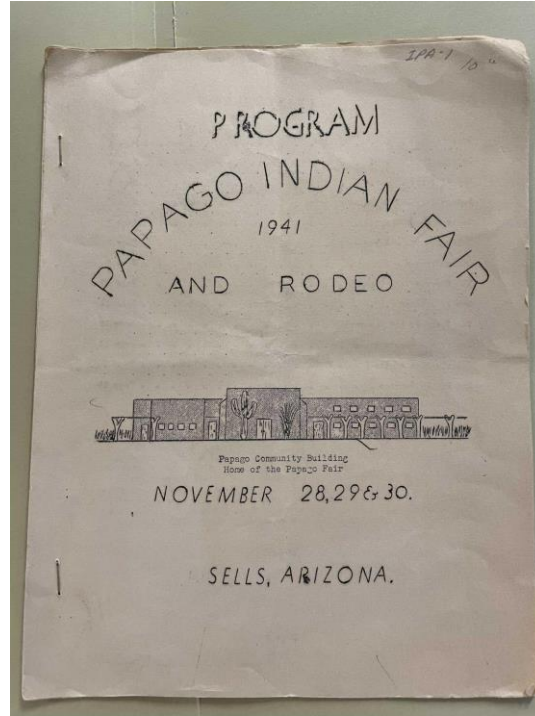 IPA-1 10"
PROGRAM
PAPAGO INDIAN FAIR
1941
AND RODEO
Papago Community Building
Home of the Papago Fair
NOVEMBER 28, 29 & 30.
SELLS, ARIZONA.